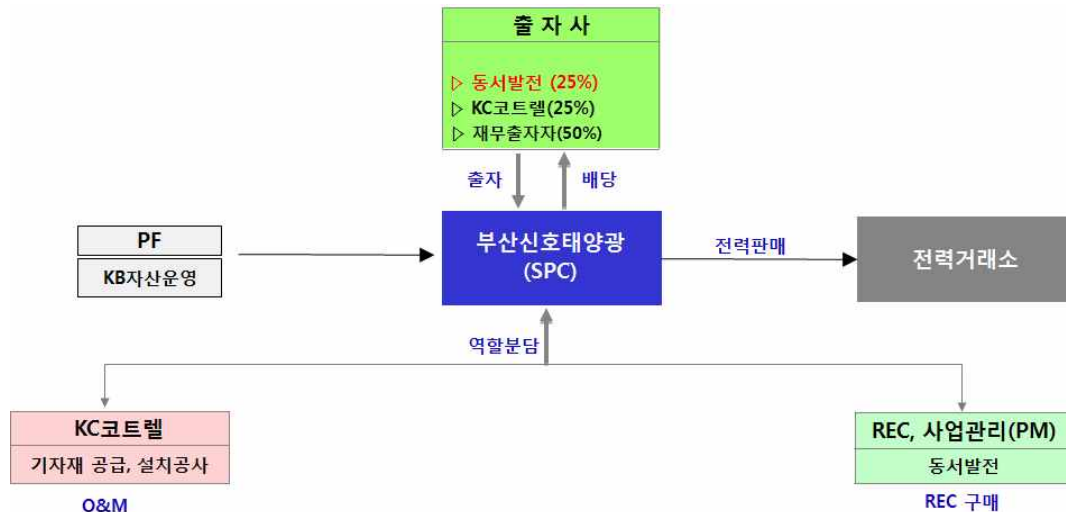 출 자 사
▷ 동서발전 (25%)
▷ KC코트렐(25%)
▷ 재무출자자(50%)
출자
배당
PF
KB자산운영
부산신호태양광
(SPC)
전력판매
전력거래소
역할분담
KC코트렐
기자재 공급, 설치공사
O&M
REC, 사업관리(PM)
동서발전
REC 구매